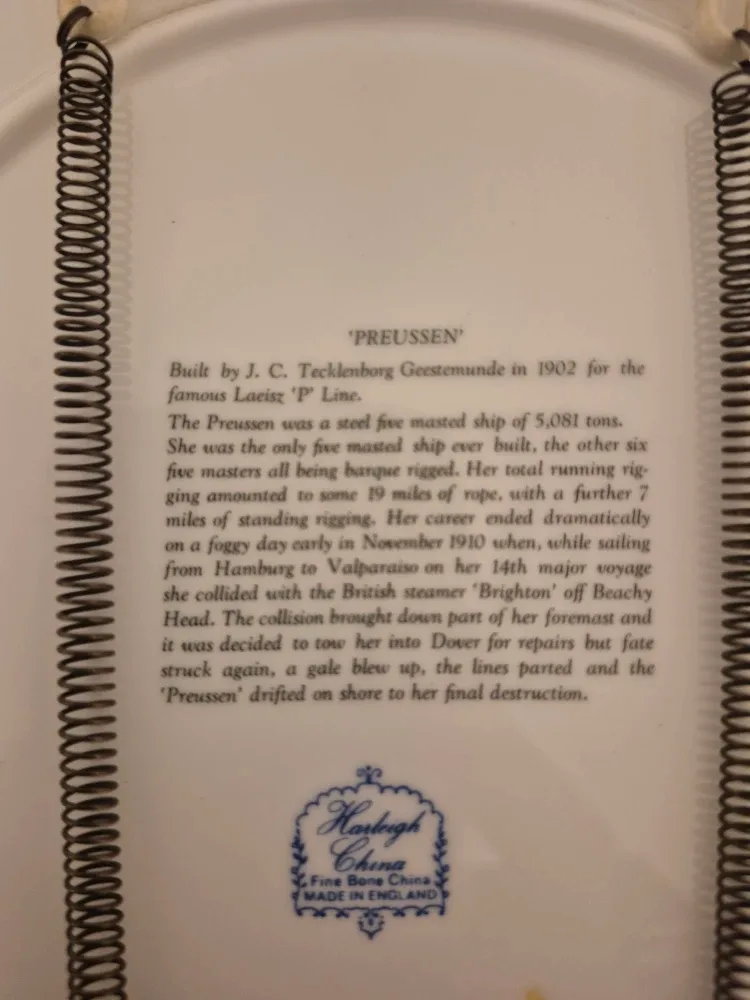 'PREUSSEN'
Built by J. C. Tecklenborg Geestemunde in 1902 for the
famous Laeisz 'P' Line.
The Preussen was a steel five masted ship of 5,081 tons.
She was the only five masted ship ever built, the other six
five masters all being barque rigged. Her total running rig-
ging amounted to some 19 miles of rope, with a further 7
miles of standing rigging. Her career ended dramatically
on a foggy day early in November 1910 when, while sailing
from Hamburg to Valparaiso on her 14th major voyage
she collided with the British steamer 'Brighton' off Beachy
Head. The collision brought down part of her foremast and
it was decided to tow her into Dover for repairs but fate
struck again, a gale blew up, the lines parted and the
'Preussen' drifted on shore to her final destruction.
Harleigh
China
Fine Bone China
MADE IN ENGLAND